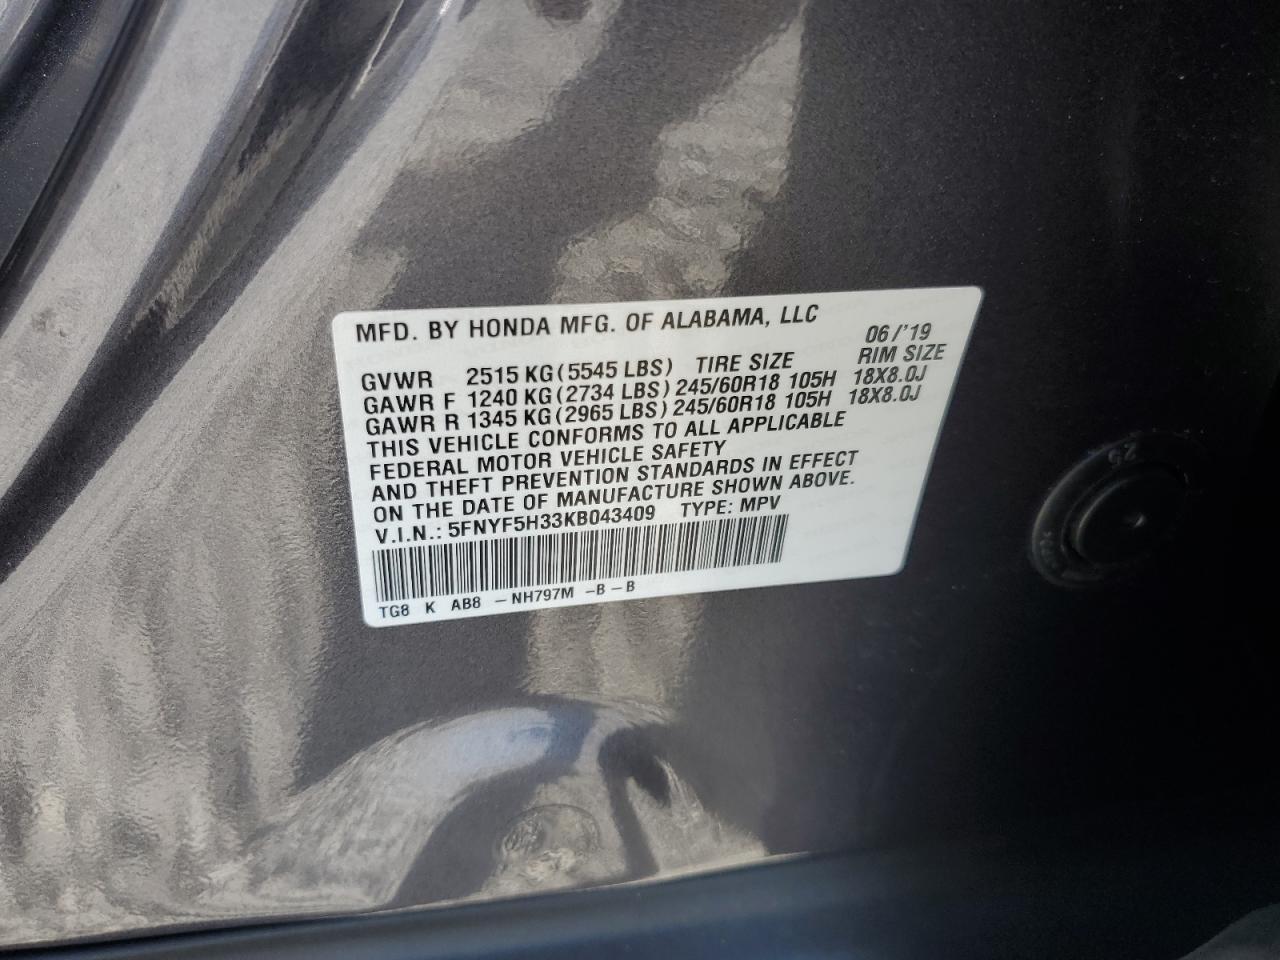 MFD. BY HONDA MFG. OF ALABAMA, LLC 06/'19
GVWR 2515 KG (5545 LBS) TIRE SIZE RIM SIZE
GAWR F 1240 KG (2734 LBS) 245/60R18 105H 18X8.0J
GAWR R 1345 KG (2965 LBS) 245/60R18 105H 18X8.0J
THIS VEHICLE CONFORMS TO ALL APPLICABLE
FEDERAL MOTOR VEHICLE SAFETY
AND THEFT PREVENTION STANDARDS IN EFFECT
ON THE DATE OF MANUFACTURE SHOWN ABOVE.
V.I.N.: 5FNYF5H33KB043409 TYPE: MPV
TG8 K AB8 -NH797M -B-B
25